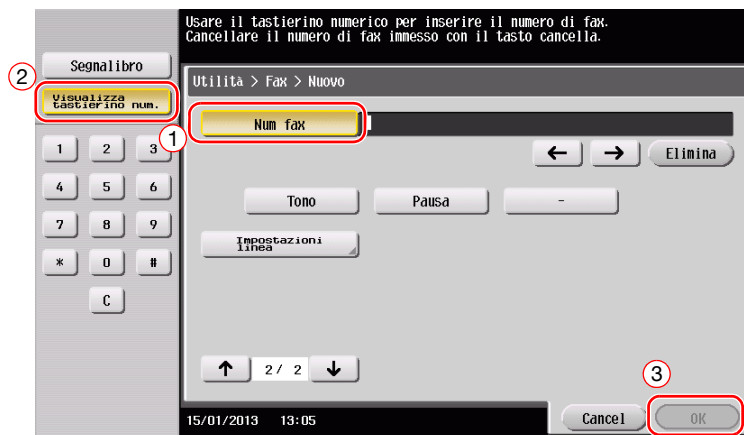 Usare il tastierino numerico per inserire il numero di fax.
Cancellare il numero di fax immesso con il tasto cancella.
2
Segnalibro
Visualizza
tastierino num.
Utilità > Fax > Nuovo
1
Num fax
1 2 3
← → Elimina
4 5 6
Tono Pausa -
7 8 9
Impostazioni
linea
* 0 #
C
↑ 2/ 2 ↓
3
15/01/2013 13:05
Cancel OK